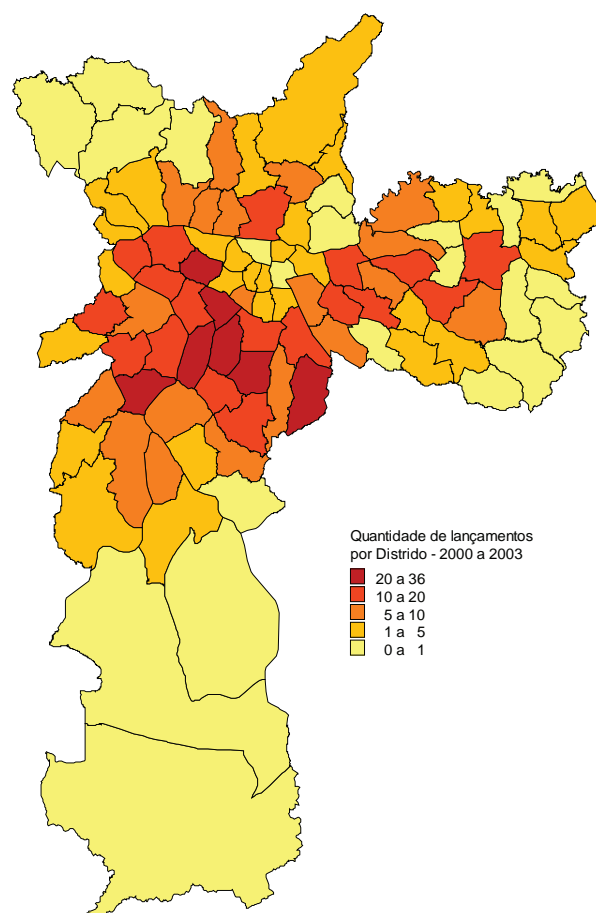 Quantidade de lançamentos
por Distrido - 2000 a 2003
20 a 36
10 a 20
5 a 10
1 a 5
0 a 1